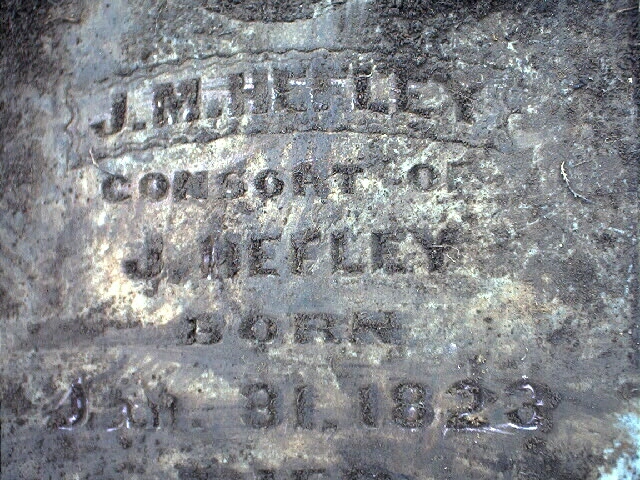 J. M. HEFLEY
CONSORT OF
J. HEFLEY
BORN
Jan. 31. 1823